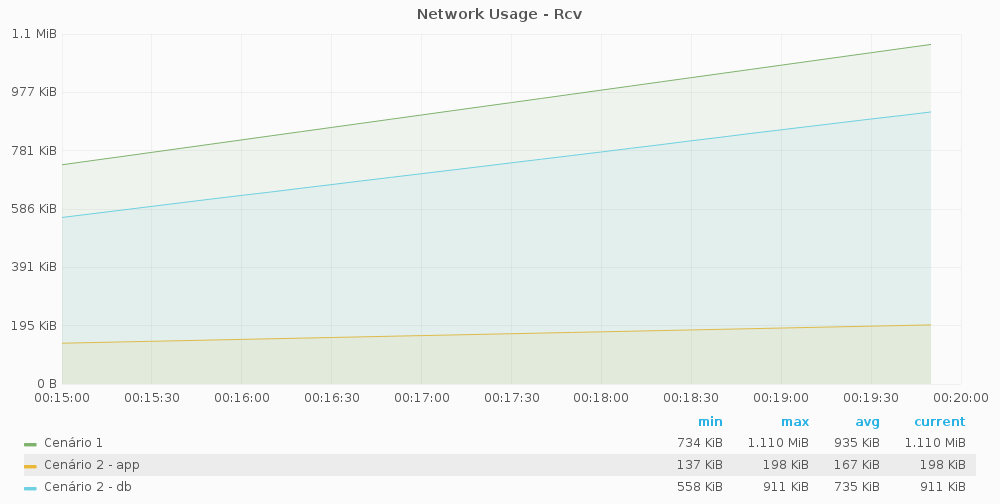 Network Usage - Rcv
1.1 MiB
977 KiB
781 KiB
586 KiB
391 KiB
195 KiB
0 B
00:15:00 00:15:30 00:16:00 00:16:30 00:17:00 00:17:30 00:18:00 00:18:30 00:19:00 00:19:30 00:20:00
min max avg current
Cenário 1 734 KiB 1.110 MiB 935 KiB 1.110 MiB
Cenário 2 - app 137 KiB 198 KiB 167 KiB 198 KiB
Cenário 2 - db 558 KiB 911 KiB 735 KiB 911 KiB